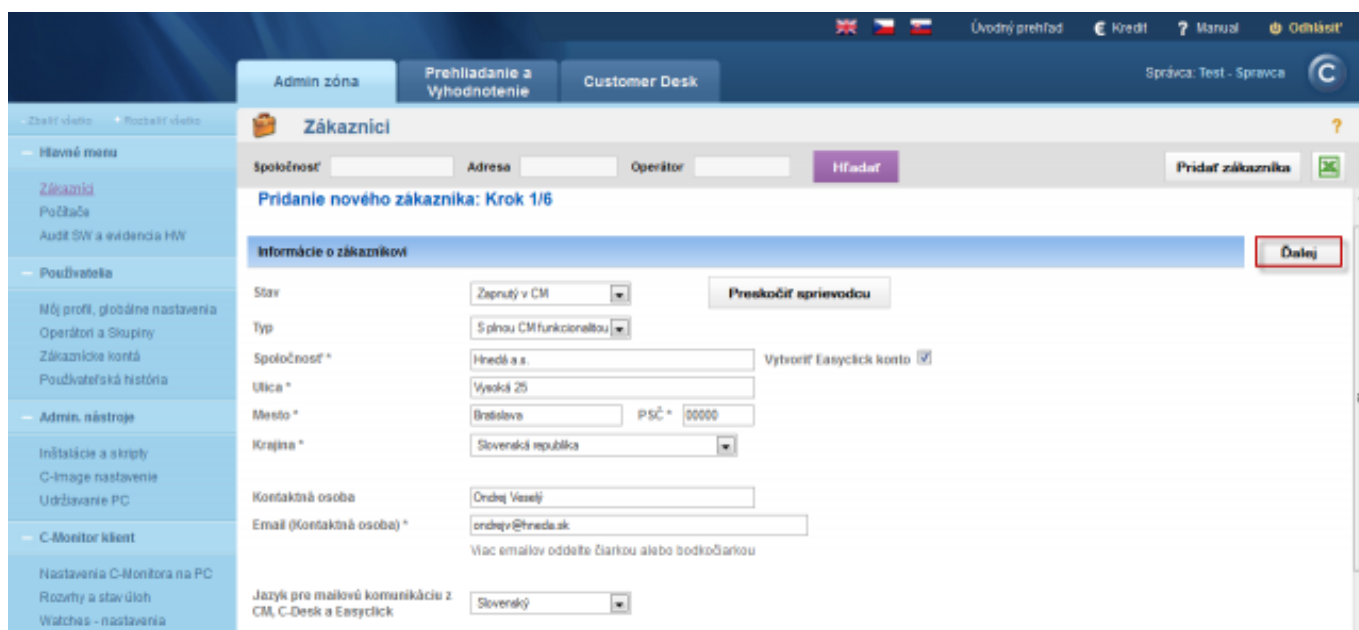 Úvodný prehľad € Kredit ? Manual Odhlásiť
Admin zóna
Prehliadanie a
Vyhodnotenie
Customer Desk
Správca: Test - Spravca
C
Zbaliť všetko Rozbaliť všetko
Hlavné menu
Zákazníci
Počítače
Audit SW a evidencia HW
Používatelia
Môj profil, globálne nastavenia
Operátori a Skupiny
Zákaznícke kontá
Používateľská história
Admin. nástroje
Inštalácie a skripty
C-Image nastavenie
Udržiavanie PC
C-Monitor klient
Nastavenia C-Monitora na PC
Rozvrhy a stav úloh
Watches - nastavenia
Zákazníci ?
Spoločnosť Adresa Operátor Hľadať Pridať zákazníka
Pridanie nového zákazníka: Krok 1/6
Informácie o zákazníkovi Ďalej
Stav Zapnutý v CM Preskočiť sprievodcu
Typ S plnou CM funkcionalitou
Spoločnosť * Hnedá a.s. Vytvoriť Easyclick konto
Ulica * Vysoká 25
Mesto * Bratislava PSČ * 00000
Krajina * Slovenská republika
Kontaktná osoba Ondrej Veselý
Email (Kontaktná osoba) * ondrejv@hneda.sk
Viac emailov oddeľte čiarkou alebo bodkočiarkou
Jazyk pre mailovú komunikáciu z
CM, C-Desk a Easyclick Slovenský